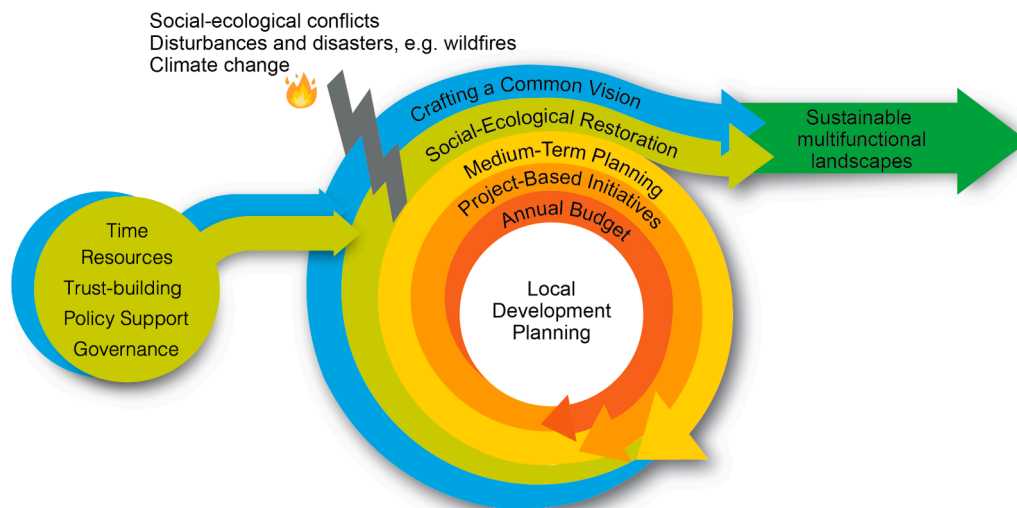 Social-ecological conflicts
Disturbances and disasters, e.g. wildfires
Climate change
Crafting a Common Vision
Social-Ecological Restoration
Medium-Term Planning
Project-Based Initiatives
Annual Budget
Sustainable
multifunctional
landscapes
Time
Resources
Trust-building
Policy Support
Governance
Local
Development
Planning